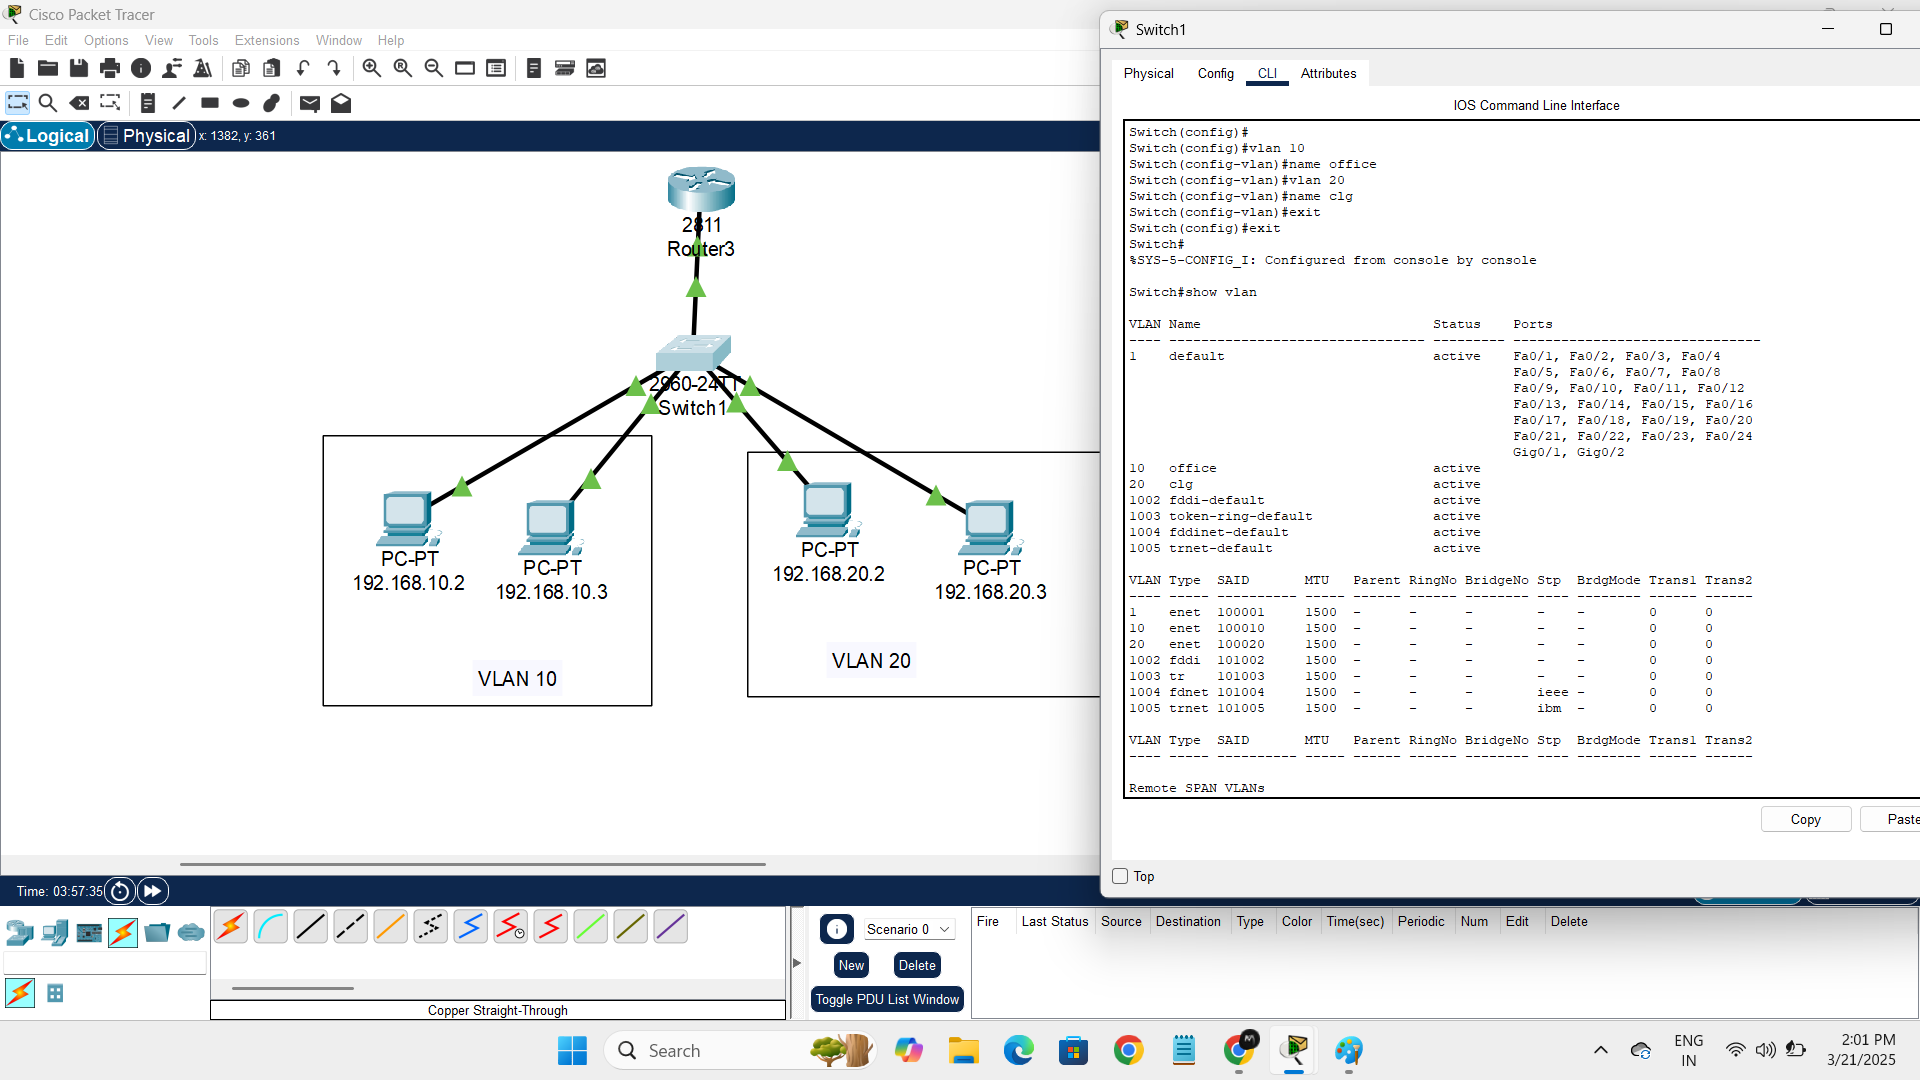 Cisco Packet Tracer
File Edit Options View Tools Extensions Window Help
Logical Physical x: 1382, y: 361
2811
Router3
2960-24TT
Switch1
PC-PT
192.168.10.2
PC-PT
192.168.10.3
PC-PT
192.168.20.2
PC-PT
192.168.20.3
VLAN 10
VLAN 20
Switch1
Physical Config CLI Attributes
IOS Command Line Interface
Switch(config)#
Switch(config)#vlan 10
Switch(config-vlan)#name office
Switch(config-vlan)#vlan 20
Switch(config-vlan)#name clg
Switch(config-vlan)#exit
Switch(config)#exit
Switch#
%SYS-5-CONFIG_I: Configured from console by console
Switch#show vlan
VLAN Name Status Ports
---- -------------------------------- --------- -------------------------------
1 default active Fa0/1, Fa0/2, Fa0/3, Fa0/4
Fa0/5, Fa0/6, Fa0/7, Fa0/8
Fa0/9, Fa0/10, Fa0/11, Fa0/12
Fa0/13, Fa0/14, Fa0/15, Fa0/16
Fa0/17, Fa0/18, Fa0/19, Fa0/20
Fa0/21, Fa0/22, Fa0/23, Fa0/24
Gig0/1, Gig0/2
10 office active
20 clg active
1002 fddi-default active
1003 token-ring-default active
1004 fddinet-default active
1005 trnet-default active
VLAN Type SAID MTU Parent RingNo BridgeNo Stp BrdgMode Trans1 Trans2
---- ----- ---------- ----- ------ ------ -------- ---- -------- ------ ------
1 enet 100001 1500 - - - - - 0 0
10 enet 100010 1500 - - - - - 0 0
20 enet 100020 1500 - - - - - 0 0
1002 fddi 101002 1500 - - - - - 0 0
1003 tr 101003 1500 - - - - - 0 0
1004 fdnet 101004 1500 - - - ieee - 0 0
1005 trnet 101005 1500 - - - ibm - 0 0
VLAN Type SAID MTU Parent RingNo BridgeNo Stp BrdgMode Trans1 Trans2
---- ----- ---------- ----- ------ ------ -------- ---- -------- ------ ------
Remote SPAN VLANs
Copy Paste
Top
Time: 03:57:35
Copper Straight-Through
Scenario 0
New Delete
Toggle PDU List Window
Fire Last Status Source Destination Type Color Time(sec) Periodic Num Edit Delete
Search
ENG
IN
2:01 PM
3/21/2025